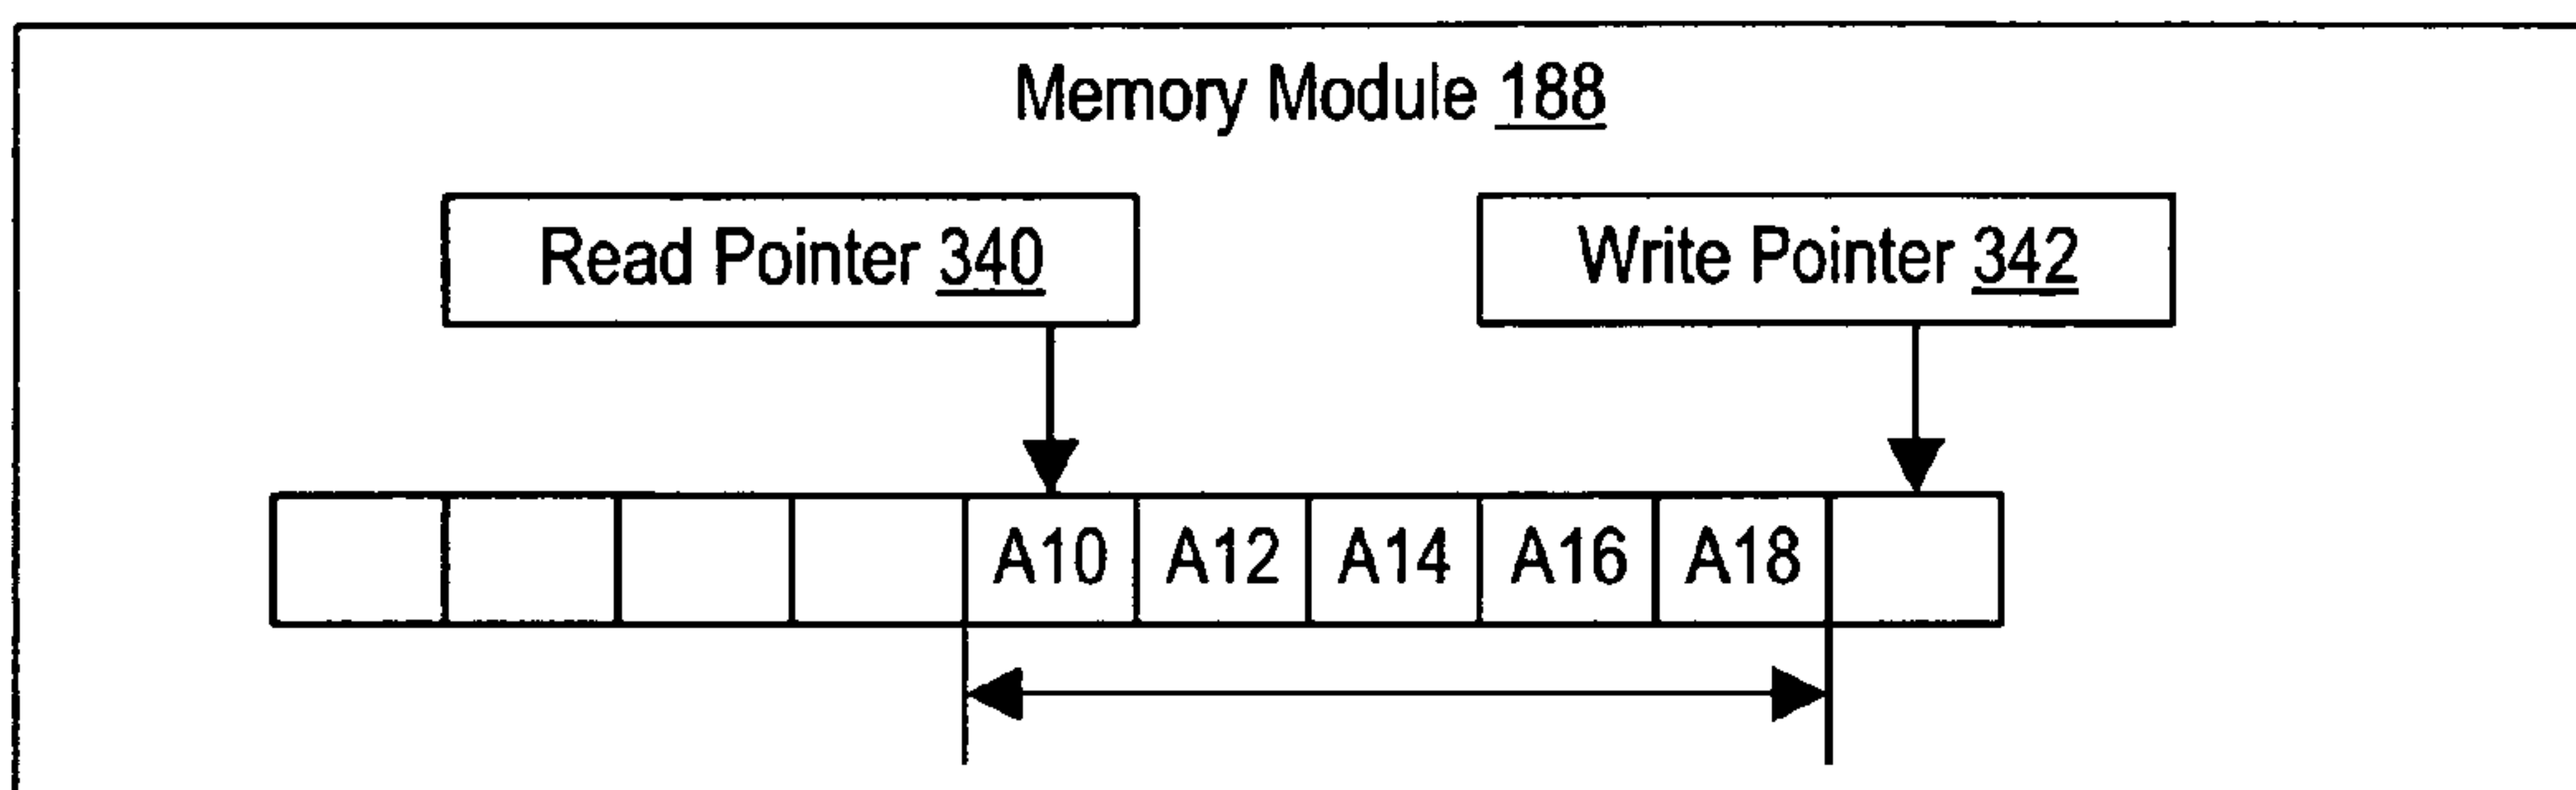 Memory Module 188
Read Pointer 340 Write Pointer 342
A10 A12 A14 A16 A18